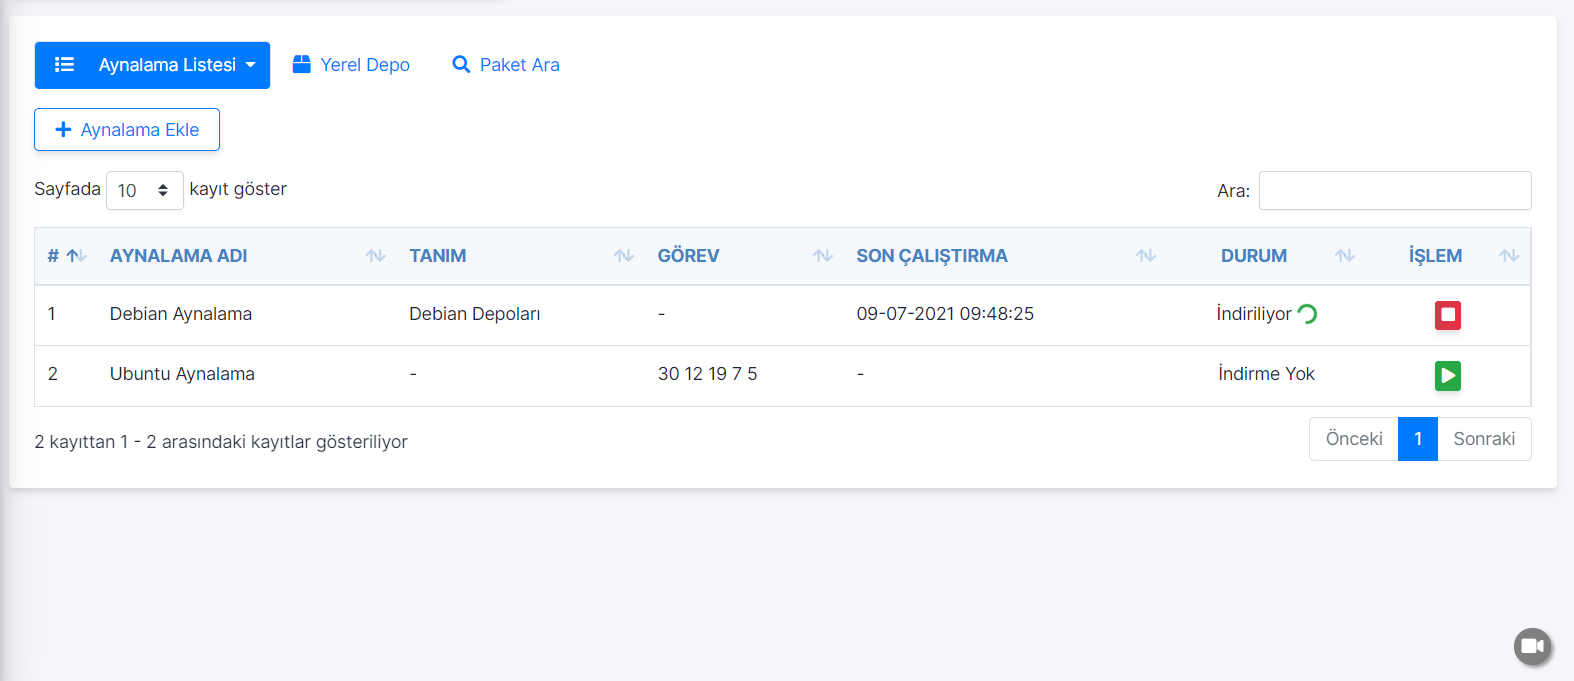 Aynalama Listesi Yerel Depo Paket Ara
Aynalama Ekle
Sayfada 10 kayıt göster Ara:
# AYNALAMA ADI TANIM GÖREV SON ÇALIŞTIRMA DURUM İŞLEM
1 Debian Aynalama Debian Depoları - 09-07-2021 09:48:25 İndiriliyor
2 Ubuntu Aynalama - 30 12 19 7 5 - İndirme Yok
2 kayıttan 1 - 2 arasındaki kayıtlar gösteriliyor Önceki 1 Sonraki